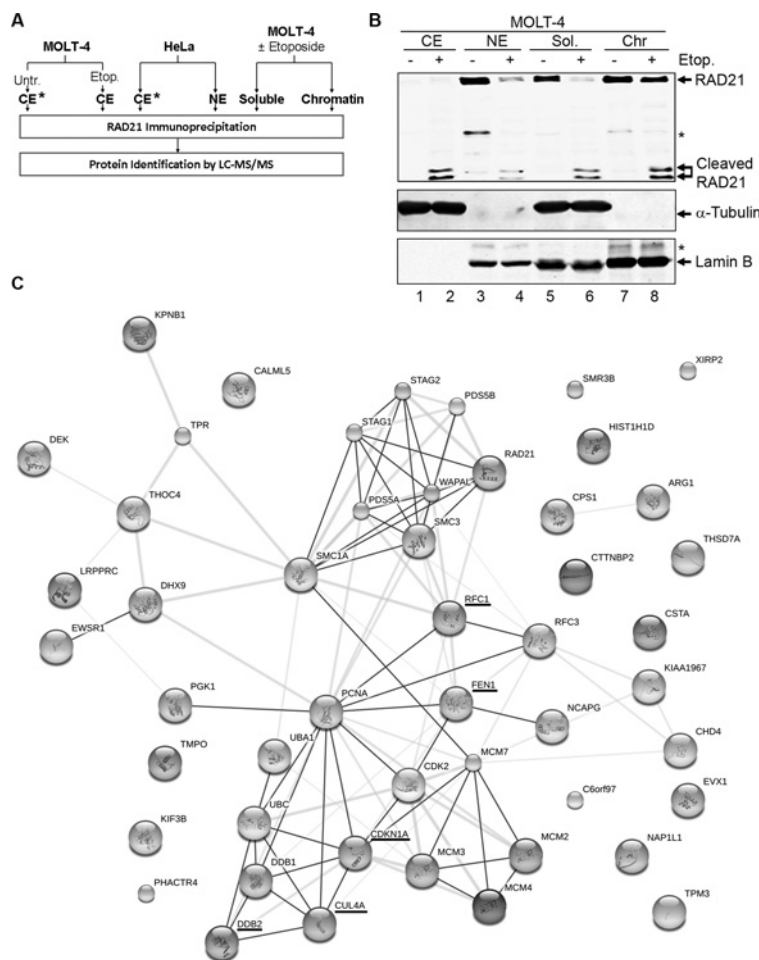 A
MOLT-4
HeLa
MOLT-4
± Etoposide
Untr.
Etop.
CE*
CE
CE*
NE
Soluble
Chromatin
RAD21 Immunoprecipitation
Protein Identification by LC-MS/MS
B
MOLT-4
CE NE Sol. Chr
- + - + - + - + Etop.
RAD21
*
Cleaved
RAD21
α-Tubulin
*
Lamin B
1 2 3 4 5 6 7 8
C
KPNB1
CALML5
TPR
DEK
THOC4
LRPPRC
DHX9
EWSR1
STAG2
PDS5B
STAG1
RAD21
WAPAL
PDS5A
SMC3
SMC1A
SMR3B
XIRP2
HIST1H1D
CPS1
ARG1
THSD7A
CTTNBP2
CSTA
RFC1
RFC3
KIAA1967
PGK1
PCNA
FEN1
NCAPG
CHD4
TMPO
UBA1
MCM7
CDK2
C6orf97
EVX1
KIF3B
UBC
CDKN1A
MCM3
MCM2
NAP1L1
DDB1
PHACTR4
MCM4
CUL4A
DDB2
TPM3